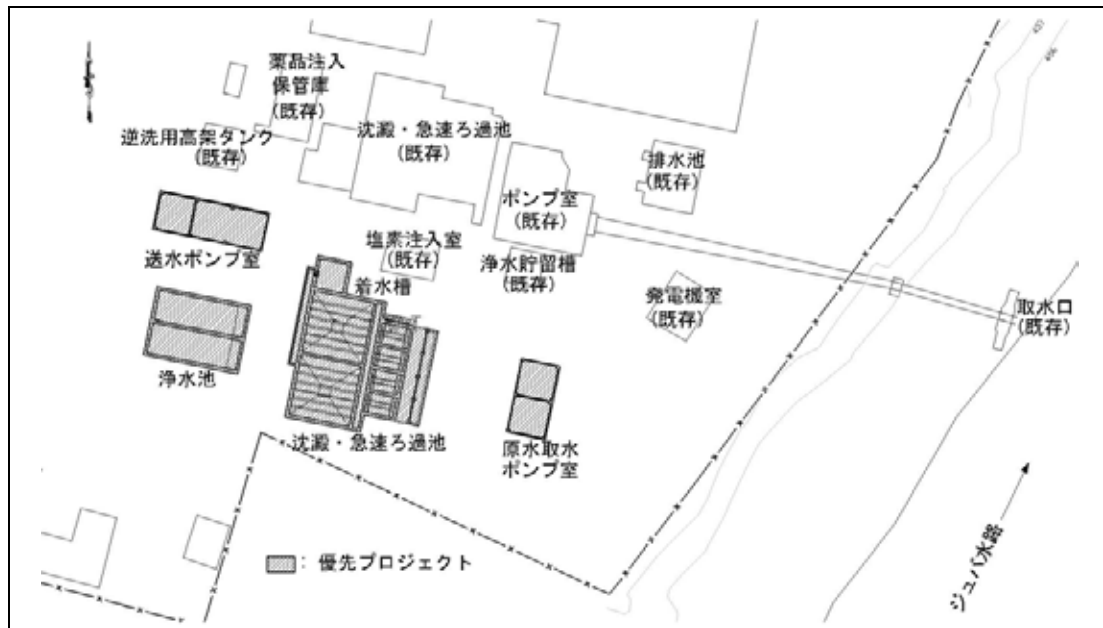 437
436
薬品注入
保管庫
(既存)
逆洗用高架タンク
(既存)
沈澱・急速ろ過池
(既存)
排水池
(既存)
ポンプ室
(既存)
送水ポンプ室
塩素注入室
(既存)
浄水貯留槽
(既存)
着水槽
発電機室
(既存)
取水口
(既存)
浄水池
沈澱・急速ろ過池
原水取水
ポンプ室
: 優先プロジェクト
ジュバ水路